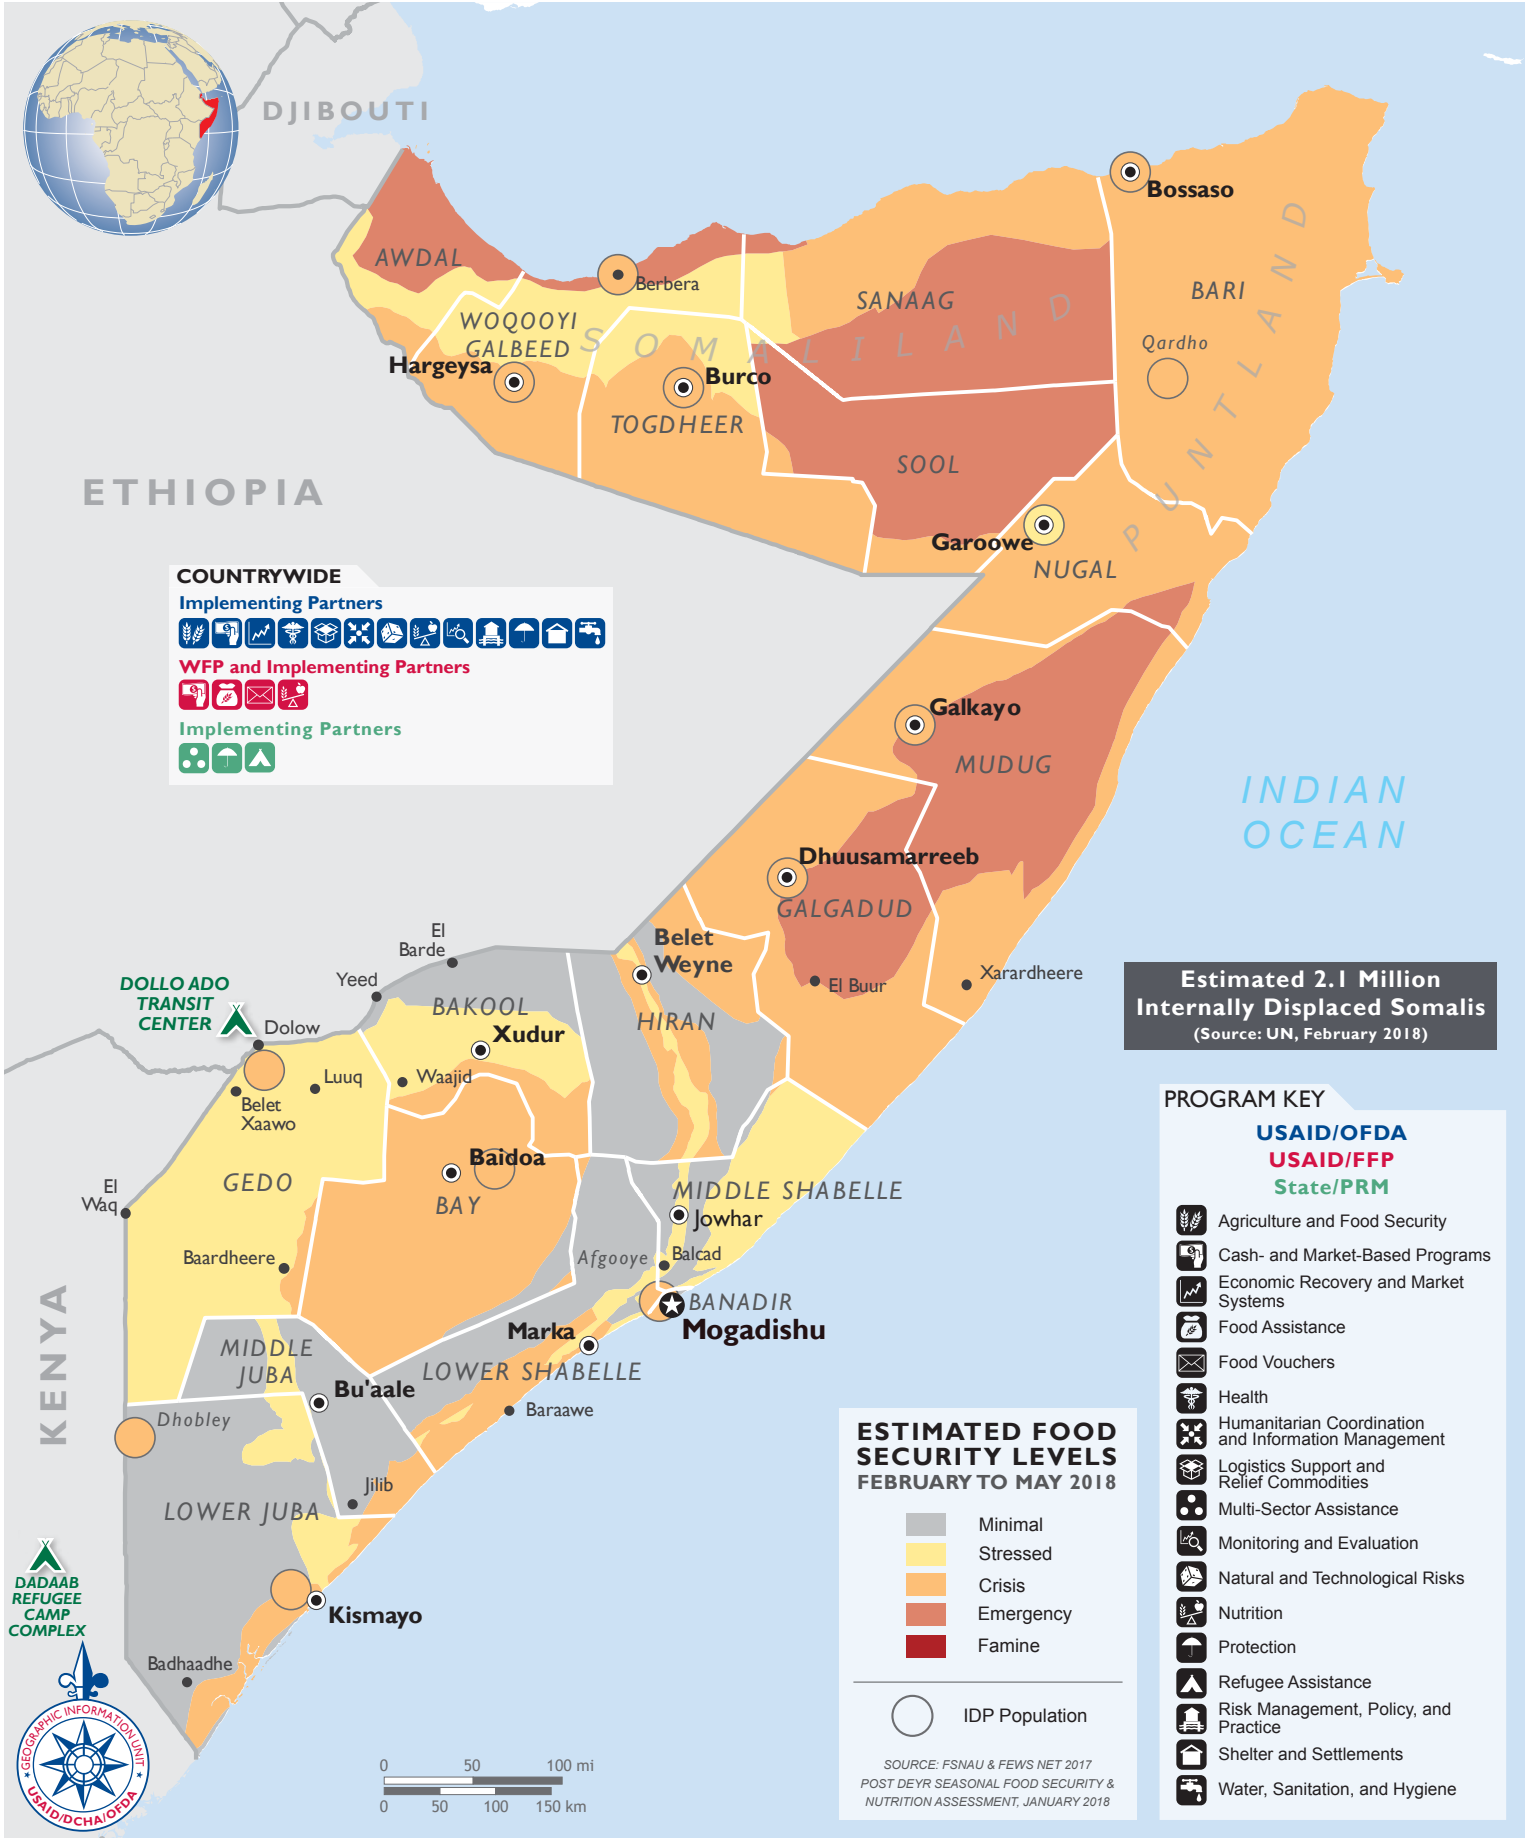 DJIBOUTI
Bossaso
AWDAL
Berbera
SANAAG
BARI
WOQOOYI
GALBEED
SOMALILAND
Qardho
Hargeysa
Burco
PUNTLAND
TOGDHEER
SOOL
ETHIOPIA
Garoowe
NUGAL
COUNTRYWIDE
Implementing Partners
WFP and Implementing Partners
Implementing Partners
Galkayo
MUDUG
INDIAN
OCEAN
Dhuusamarreeb
GALGADUD
El
Barde
Belet
Weyne
Yeed
El Buur
Xarardheere
DOLLO ADO
TRANSIT
CENTER
Dolow
BAKOOL
Xudur
HIRAN
Luuq
Waajid
Belet
Xaawo
Estimated 2.1 Million
Internally Displaced Somalis
(Source: UN, February 2018)
Baidoa
GEDO
BAY
El
Waq
MIDDLE SHABELLE
Jowhar
Baardheere
Afgooye
Balcad
BANADIR
Mogadishu
KENYA
Marka
MIDDLE
JUBA
LOWER SHABELLE
Bu'aale
Baraawe
Dhobley
Jilib
LOWER JUBA
DADAAB
REFUGEE
CAMP
COMPLEX
Kismayo
Badhaadhe
GEOGRAPHIC INFORMATION UNIT
USAID/DCHA/OFDA
0 50 100 mi
0 50 100 150 km
ESTIMATED FOOD
SECURITY LEVELS
FEBRUARY TO MAY 2018
Minimal
Stressed
Crisis
Emergency
Famine
IDP Population
SOURCE: FSNAU & FEWS NET 2017
POST DEYR SEASONAL FOOD SECURITY &
NUTRITION ASSESSMENT, JANUARY 2018
PROGRAM KEY
USAID/OFDA
USAID/FFP
State/PRM
Agriculture and Food Security
Cash- and Market-Based Programs
Economic Recovery and Market
Systems
Food Assistance
Food Vouchers
Health
Humanitarian Coordination
and Information Management
Logistics Support and
Relief Commodities
Multi-Sector Assistance
Monitoring and Evaluation
Natural and Technological Risks
Nutrition
Protection
Refugee Assistance
Risk Management, Policy, and
Practice
Shelter and Settlements
Water, Sanitation, and Hygiene